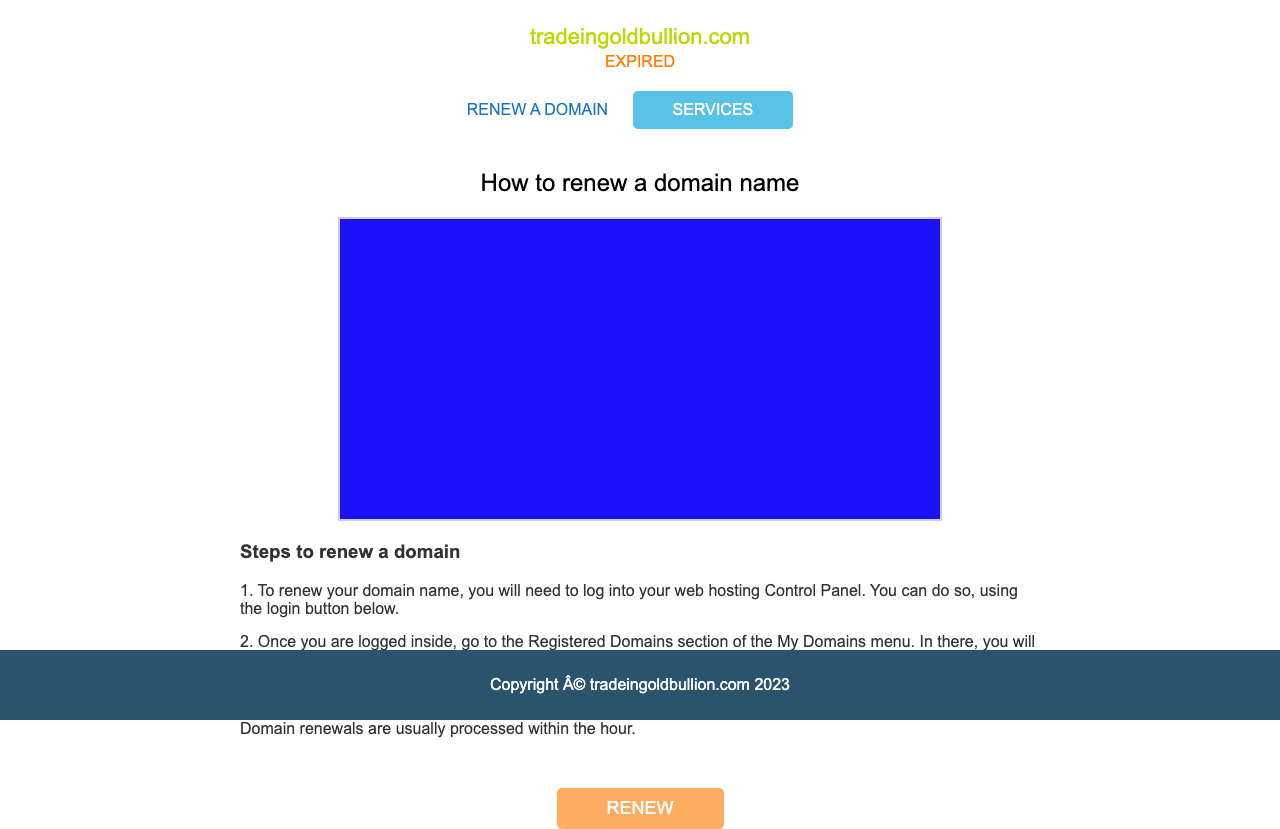 tradeingoldbullion.com
EXPIRED
RENEW A DOMAIN SERVICES
How to renew a domain name
Steps to renew a domain
1. To renew your domain name, you will need to log into your web hosting Control Panel. You can do so, using
the login button below.
2. Once you are logged inside, go to the Registered Domains section of the My Domains menu. In there, you will
Copyright Â© tradeingoldbullion.com 2023
Domain renewals are usually processed within the hour.
RENEW